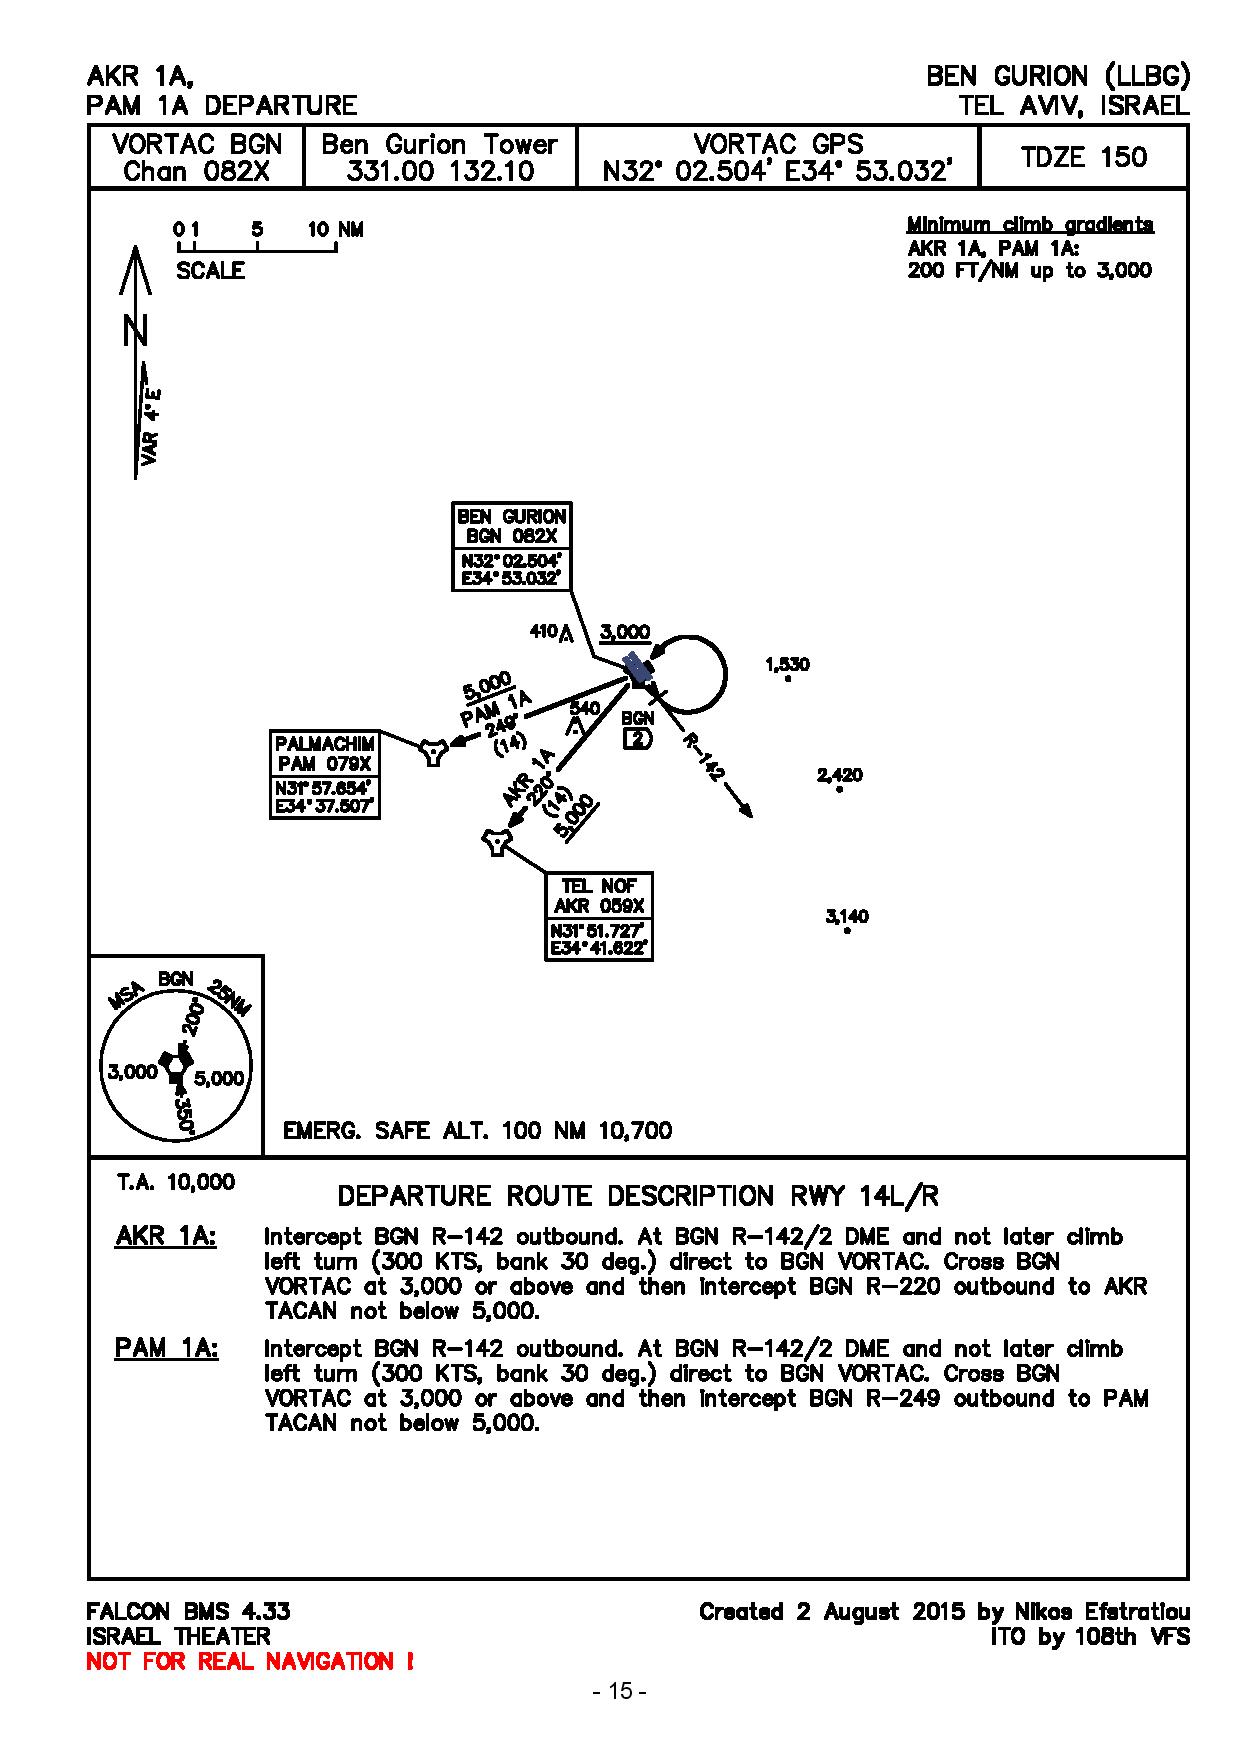 AKR 1A,
PAM 1A DEPARTURE
BEN GURION (LLBG)
TEL AVIV, ISRAEL
VORTAC BGN
Chan 082X
Ben Gurion Tower
331.00 132.10
VORTAC GPS
N32° 02.504' E34° 53.032'
TDZE 150
0 1 5 10 NM
SCALE
Minimum climb gradients
AKR 1A, PAM 1A:
200 FT/NM up to 3,000
N
VAR 4°E
BEN GURION
BGN 082X
N32°02.504'
E34°53.032'
410
3,000
1,530
5,000
PAM 1A
249°
(14)
540
BGN
2
R-142
PALMACHIM
PAM 079X
N31°57.654'
E34°37.507'
AKR 1A
220°
(14)
5,000
2,420
TEL NOF
AKR 059X
N31°51.727'
E34°41.622'
3,140
MSA BGN 25NM
200°
3,000
5,000
350°
EMERG. SAFE ALT. 100 NM 10,700
T.A. 10,000
DEPARTURE ROUTE DESCRIPTION RWY 14L/R
AKR 1A: Intercept BGN R-142 outbound. At BGN R-142/2 DME and not later climb
left turn (300 KTS, bank 30 deg.) direct to BGN VORTAC. Cross BGN
VORTAC at 3,000 or above and then intercept BGN R-220 outbound to AKR
TACAN not below 5,000.
PAM 1A: Intercept BGN R-142 outbound. At BGN R-142/2 DME and not later climb
left turn (300 KTS, bank 30 deg.) direct to BGN VORTAC. Cross BGN
VORTAC at 3,000 or above and then intercept BGN R-249 outbound to PAM
TACAN not below 5,000.
FALCON BMS 4.33
ISRAEL THEATER
NOT FOR REAL NAVIGATION !
Created 2 August 2015 by Nikos Efstratiou
ITO by 108th VFS
- 15 -